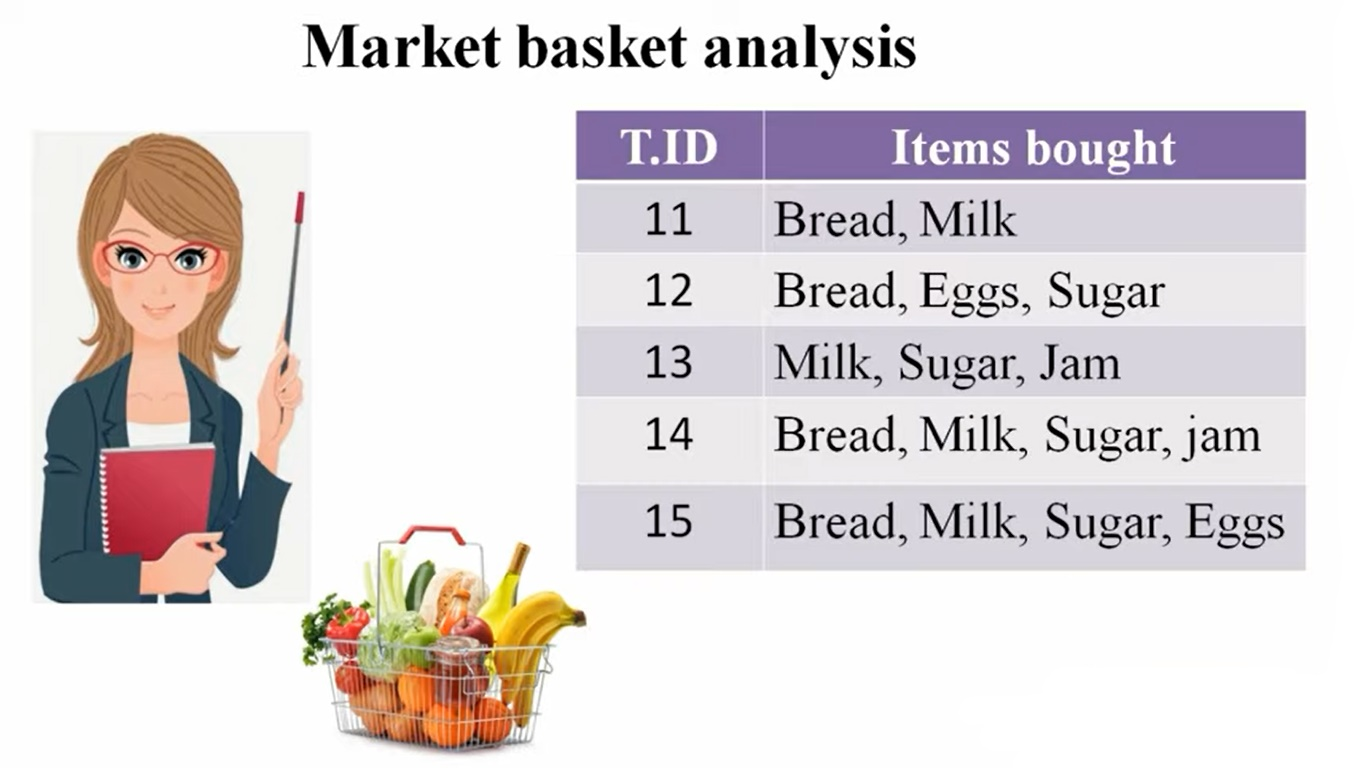 Market basket analysis
T.ID Items bought
11 Bread, Milk
12 Bread, Eggs, Sugar
13 Milk, Sugar, Jam
14 Bread, Milk, Sugar, jam
15 Bread, Milk, Sugar, Eggs